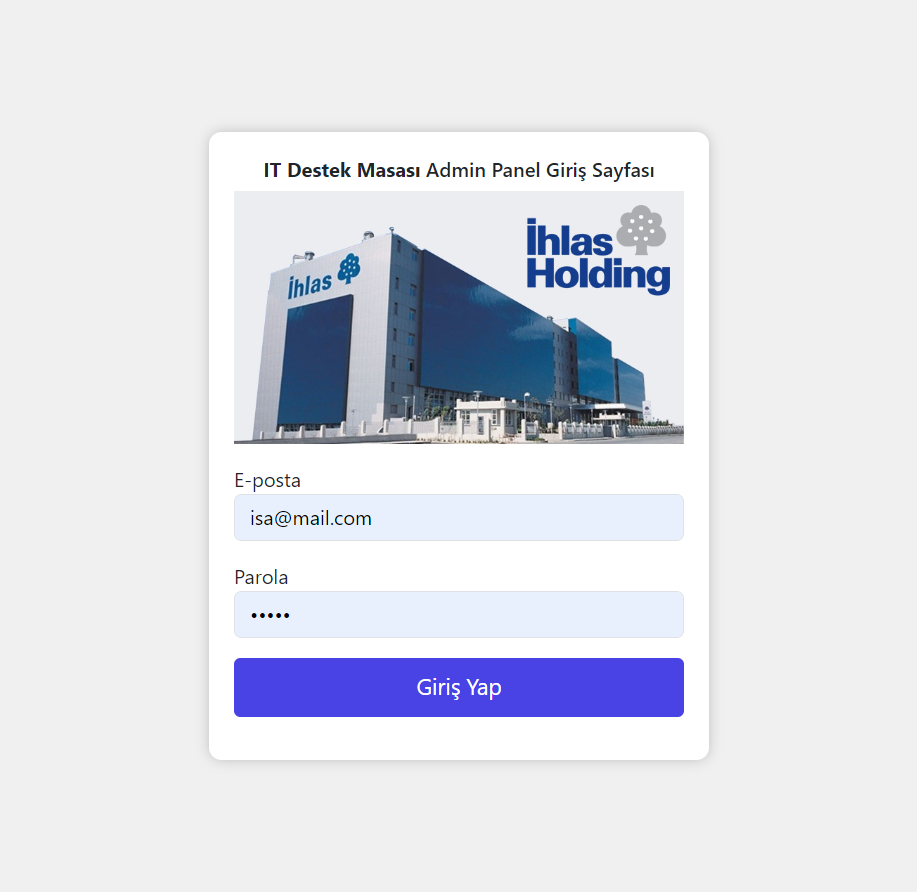 IT Destek Masası Admin Panel Giriş Sayfası
İhlas
Holding
İhlas
E-posta
isa@mail.com
Parola
•••••
Giriş Yap